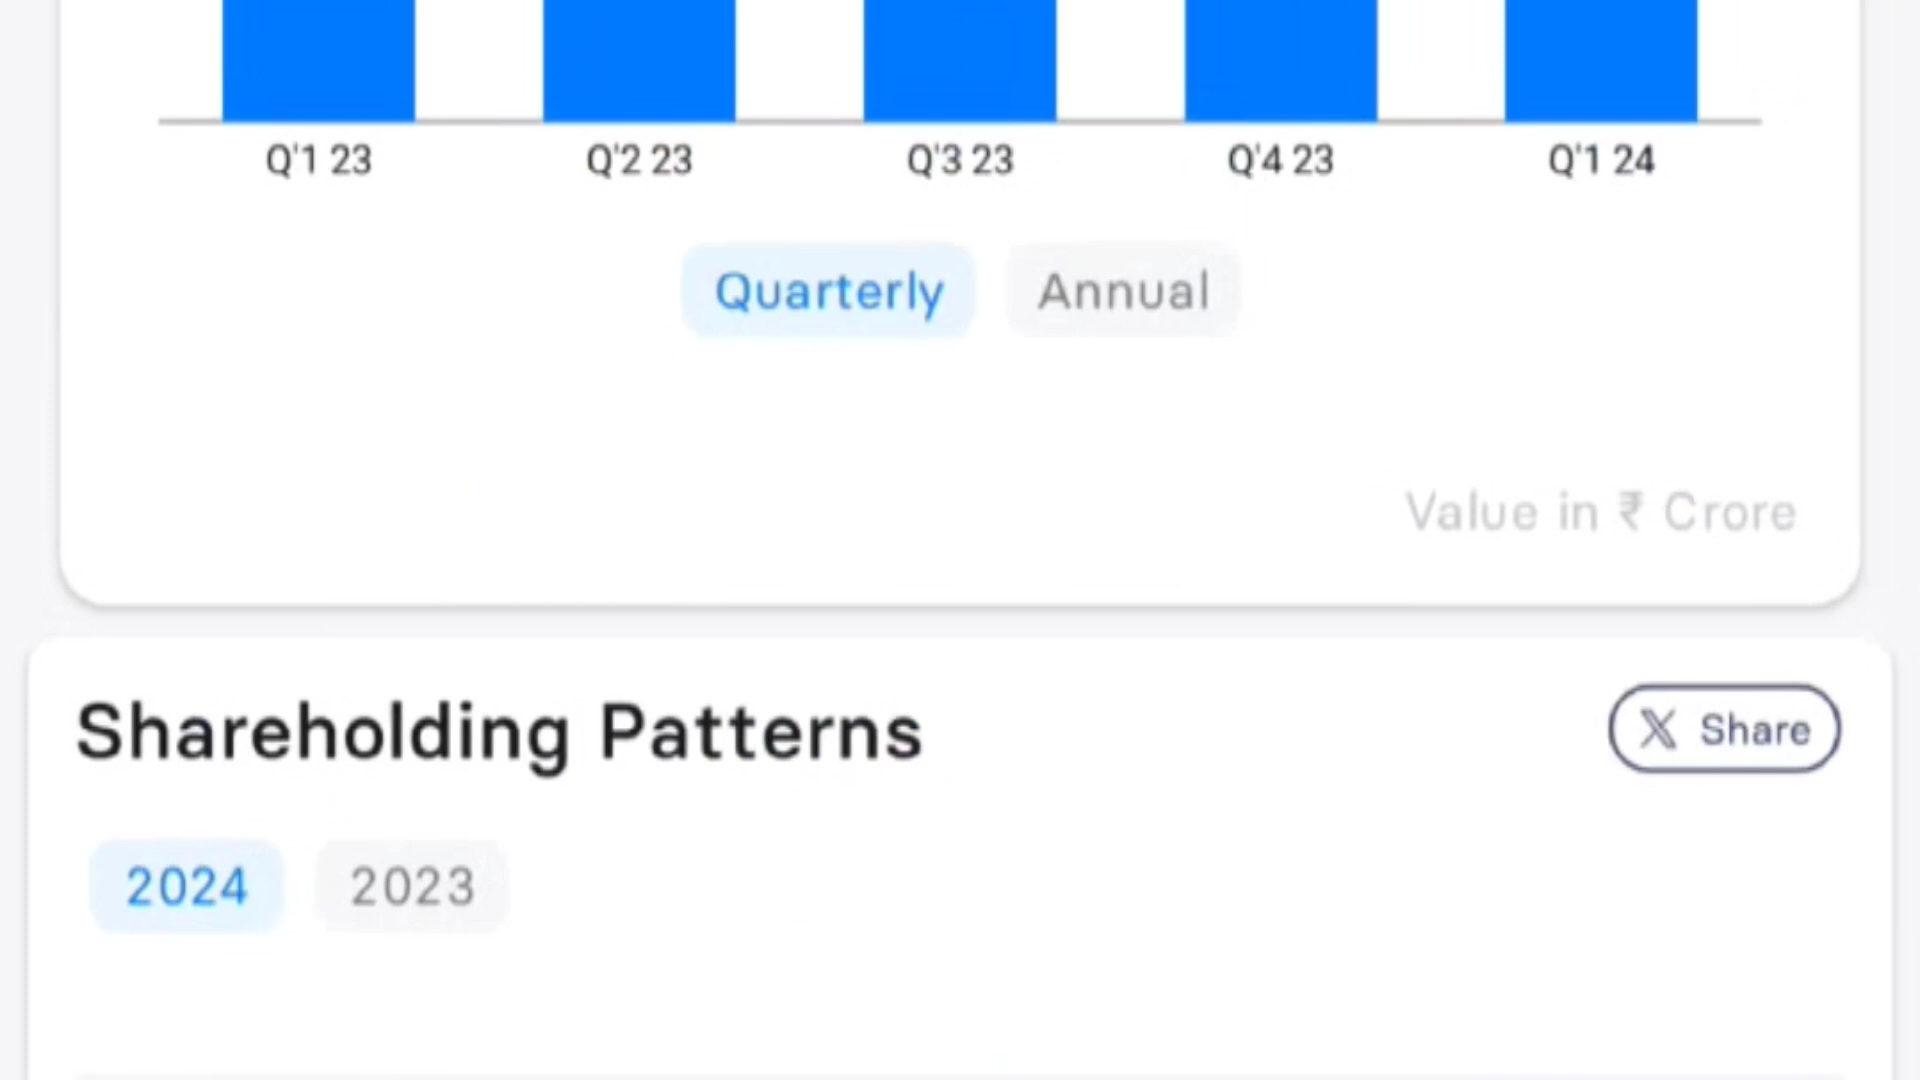 Q'1 23 Q'2 23 Q'3 23 Q'4 23 Q'1 24
Quarterly Annual
Value in ₹ Crore
Shareholding Patterns
𝕏 Share
2024 2023